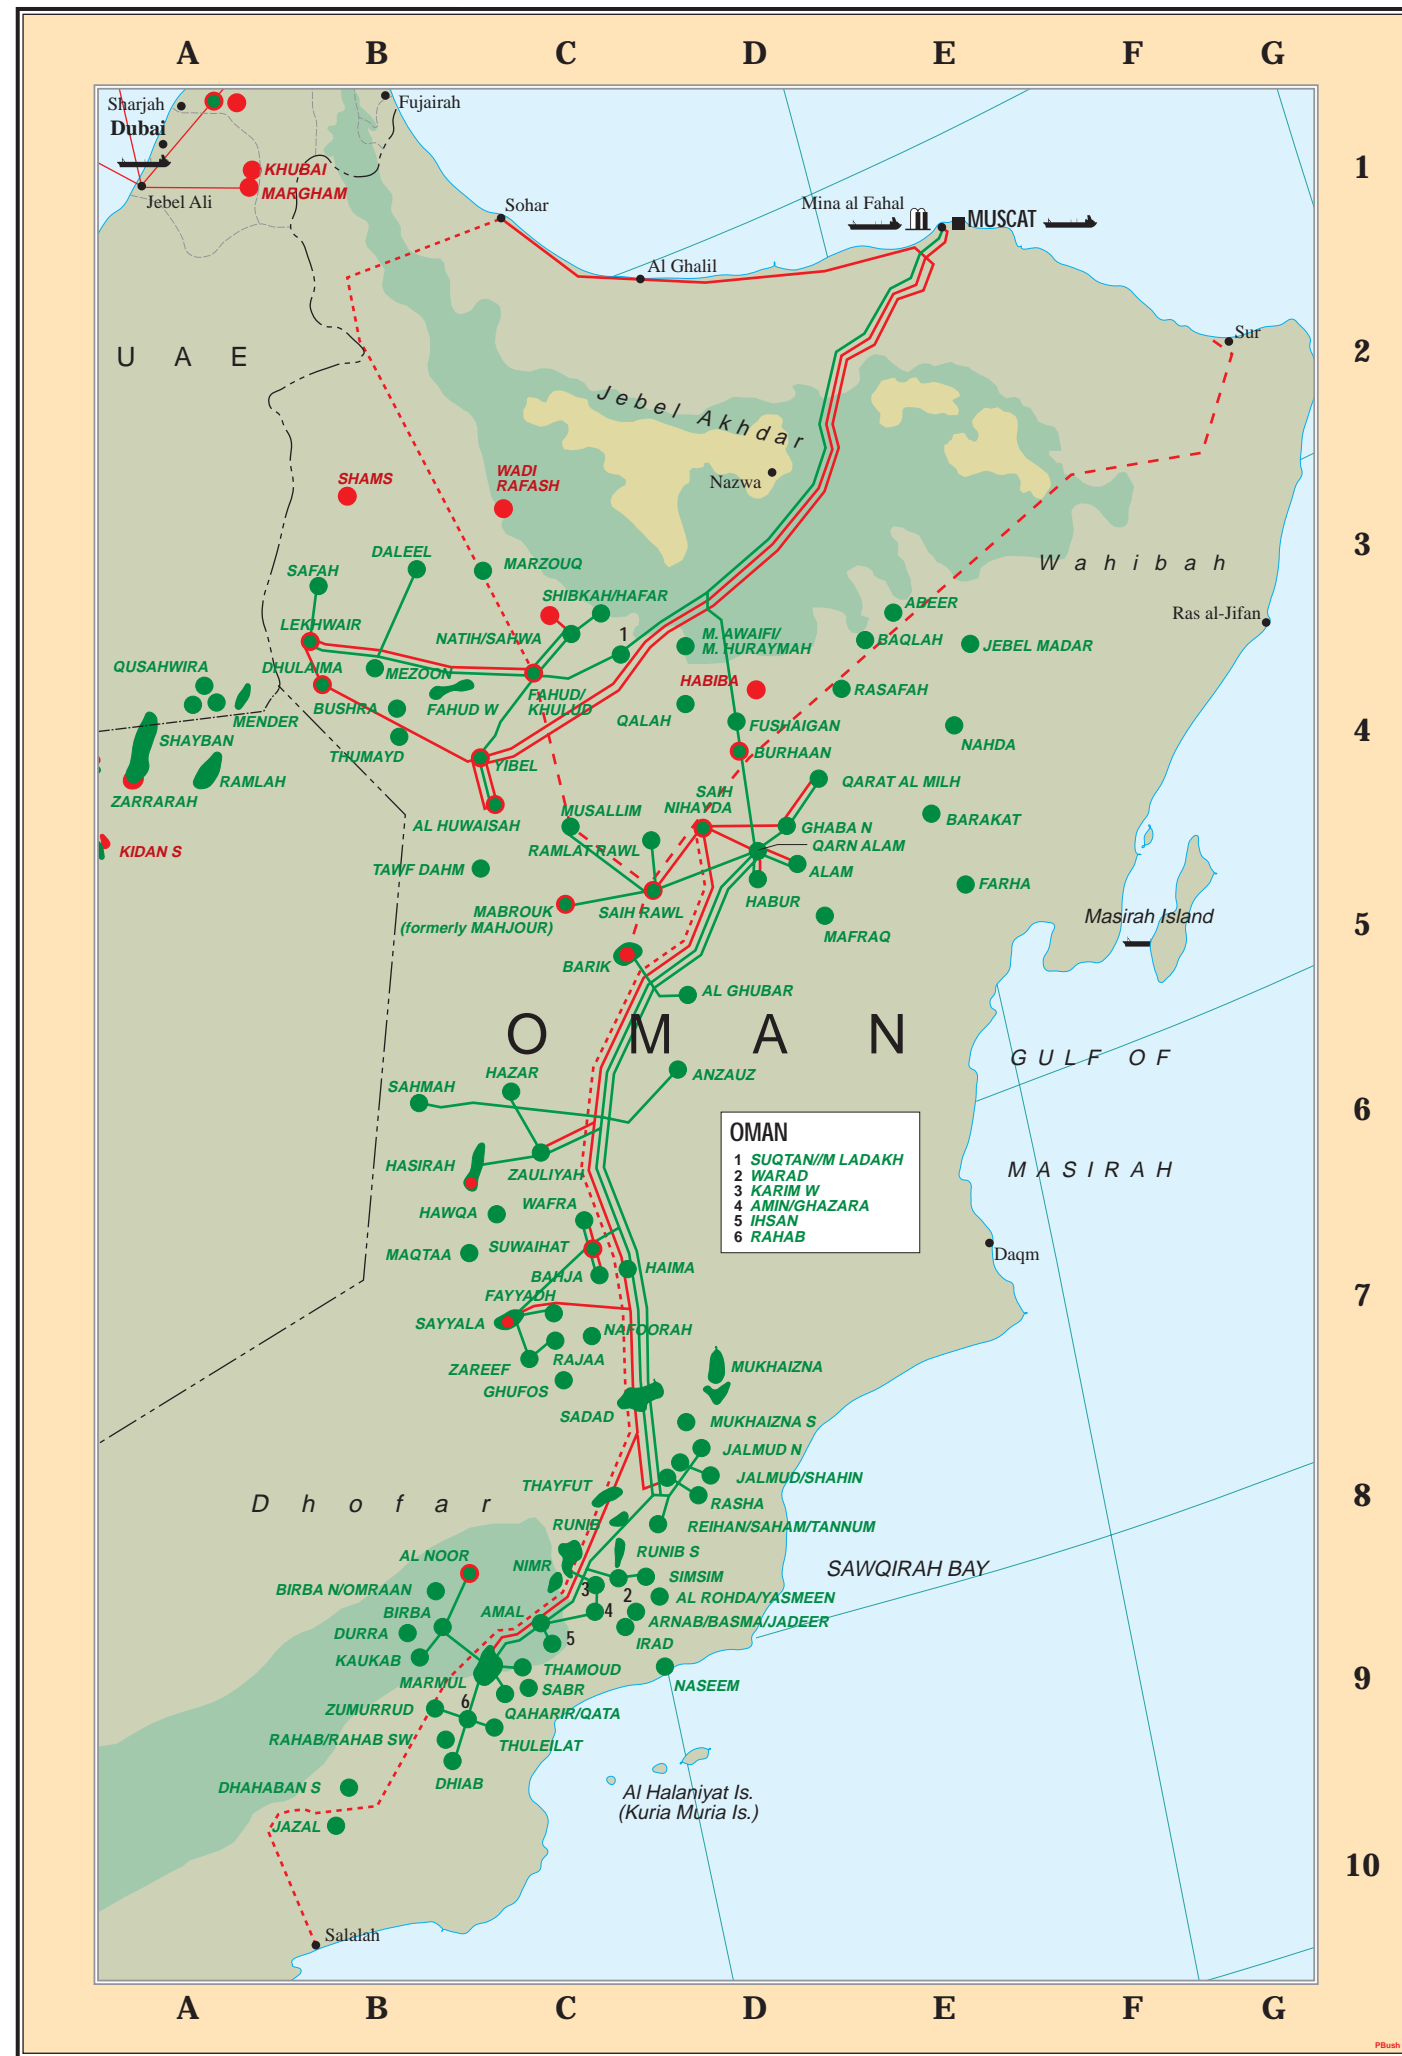 A B C D E F G
Sharjah
Fujairah
Dubai
KHUBAI
1
MARGHAM
Jebel Ali
Sohar
Mina al Fahal
MUSCAT
Al Ghalil
Sur
U A E
2
Jebel Akhdar
SHAMS
WADI
RAFASH
Nazwa
3
DALEEL
MARZOUQ
Wahibah
SAFAH
SHIBKAH/HAFAR
ABEER
Ras al-Jifan
LEKHWAIR
NATIH/SAHWA
1
M. AWAIFI/
M. HURAYMAH
BAQLAH
JEBEL MADAR
QUSAHWIRA
DHULAIMA
MEZOON
HABIBA
RASAFAH
FAHUD/
KHULUD
BUSHRA
FAHUD W
MENDER
QALAH
FUSHAIGAN
4
NAHDA
SHAYBAN
THUMAYD
YIBEL
BURHAAN
RAMLAH
SAIH
NIHAYDA
QARAT AL MILH
ZARRARAH
AL HUWAISAH
MUSALLIM
GHABA N
BARAKAT
KIDAN S
RAMLAT RAWL
QARN ALAM
TAWF DAHM
ALAM
FARHA
HABUR
MABROUK
(formerly MAHJOUR)
SAIH RAWL
Masirah Island
5
MAFRAQ
BARIK
AL GHUBAR
O M A N
GULF OF
HAZAR
ANZAUZ
SAHMAH
6
OMAN
1 SUQTAN//M LADAKH
2 WARAD
3 KARIM W
4 AMIN/GHAZARA
5 IHSAN
6 RAHAB
HASIRAH
ZAULIYAH
MASIRAH
WAFRA
HAWQA
MAQTAA
SUWAIHAT
Daqm
HAIMA
BAHJA
7
FAYYADH
SAYYALA
NAFOORAH
ZAREEF
RAJAA
MUKHAIZNA
GHUFOS
SADAD
MUKHAIZNA S
JALMUD N
THAYFUT
JALMUD/SHAHIN
8
Dhofar
RASHA
RUNIB
REIHAN/SAHAM/TANNUM
AL NOOR
RUNIB S
NIMR
SAWQIRAH BAY
SIMSIM
BIRBA N/OMRAAN
3
2
AL ROHDA/YASMEEN
BIRBA
AMAL
4
ARNAB/BASMA/JADEER
DURRA
5
IRAD
KAUKAB
THAMOUD
9
MARMUL
SABR
NASEEM
6
ZUMURRUD
QAHARIR/QATA
RAHAB/RAHAB SW
THULEILAT
DHAHABAN S
DHIAB
Al Halaniyat Is.
(Kuria Muria Is.)
JAZAL
10
Salalah
A B C D E F G
PBush